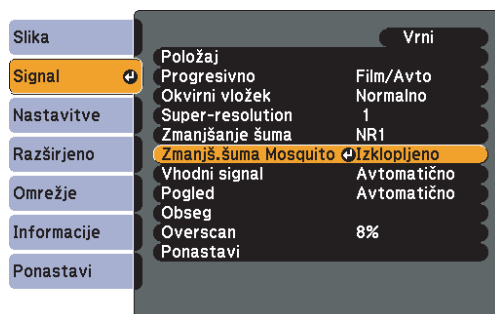 Slika
Signal
Nastavitve
Razširjeno
Omrežje
Informacije
Ponastavi
Vrni
Položaj
Progresivno Film/Avto
Okvirni vložek Normalno
Super-resolution 1
Zmanjšanje šuma NR1
Zmanjš.šuma Mosquito Izklopljeno
Vhodni signal Avtomatično
Pogled Avtomatično
Obseg
Overscan 8%
Ponastavi